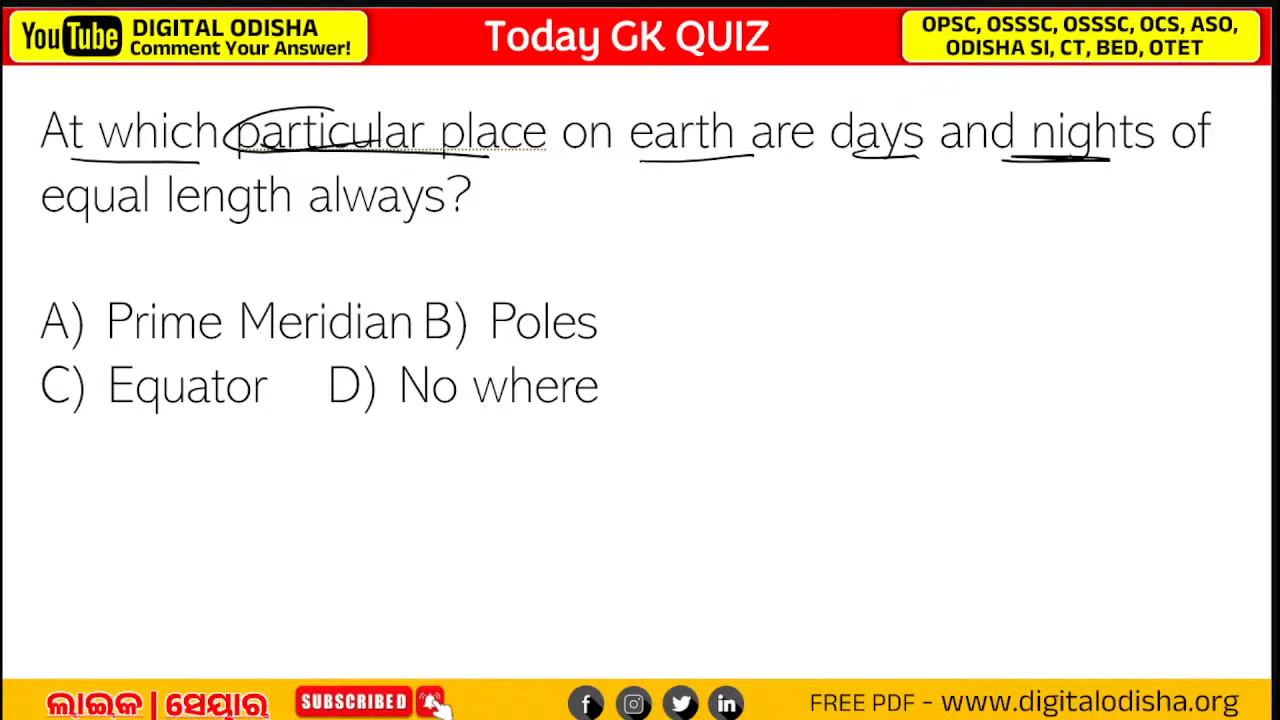 YouTube DIGITAL ODISHA
Comment Your Answer!
Today GK QUIZ
OPSC, OSSSC, OSSSC, OCS, ASO,
ODISHA SI, CT, BED, OTET
At which particular place on earth are days and nights of
equal length always?
A) Prime Meridian B) Poles
C) Equator D) No where
ଲାଇକ | ସେୟାର୍
SUBSCRIBED
FREE PDF - www.digitalodisha.org